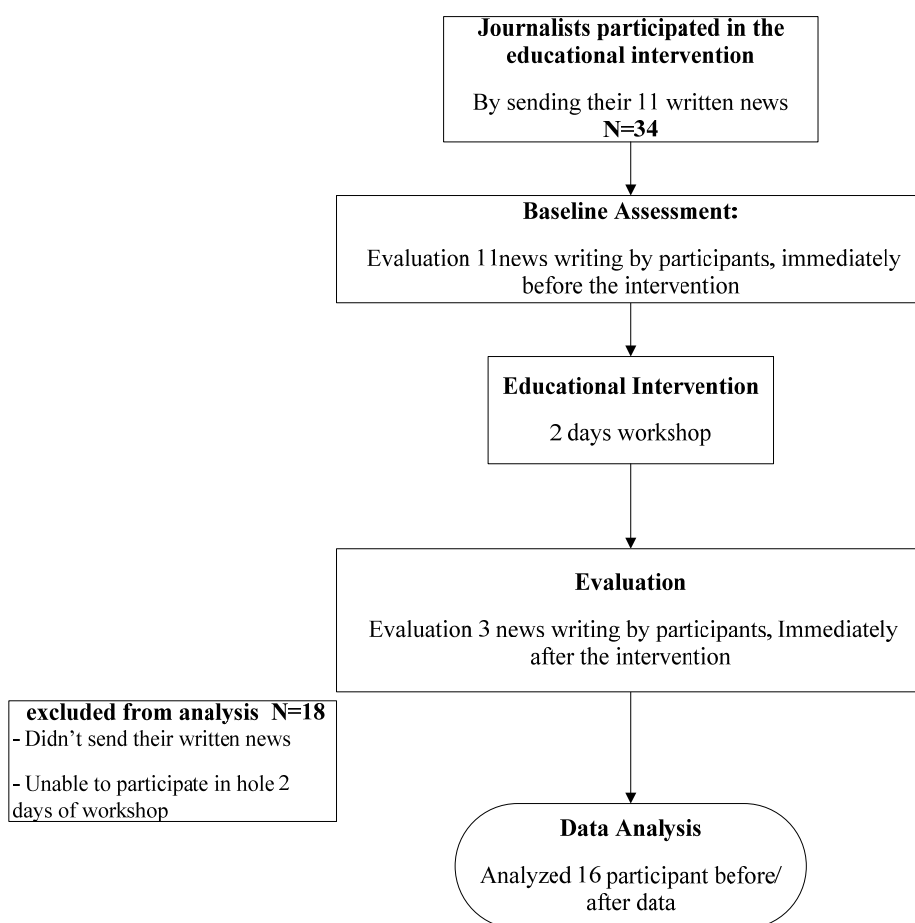 Journalists participated in the
educational intervention
By sending their 11 written news
N=34
Baseline Assessment:
Evaluation 11news writing by participants, immediately
before the intervention
Educational Intervention
2 days workshop
Evaluation
Evaluation 3 news writing by participants, Immediately
after the intervention
excluded from analysis N=18
- Didn't send their written news
- Unable to participate in hole 2
days of workshop
Data Analysis
Analyzed 16 participant before/
after data